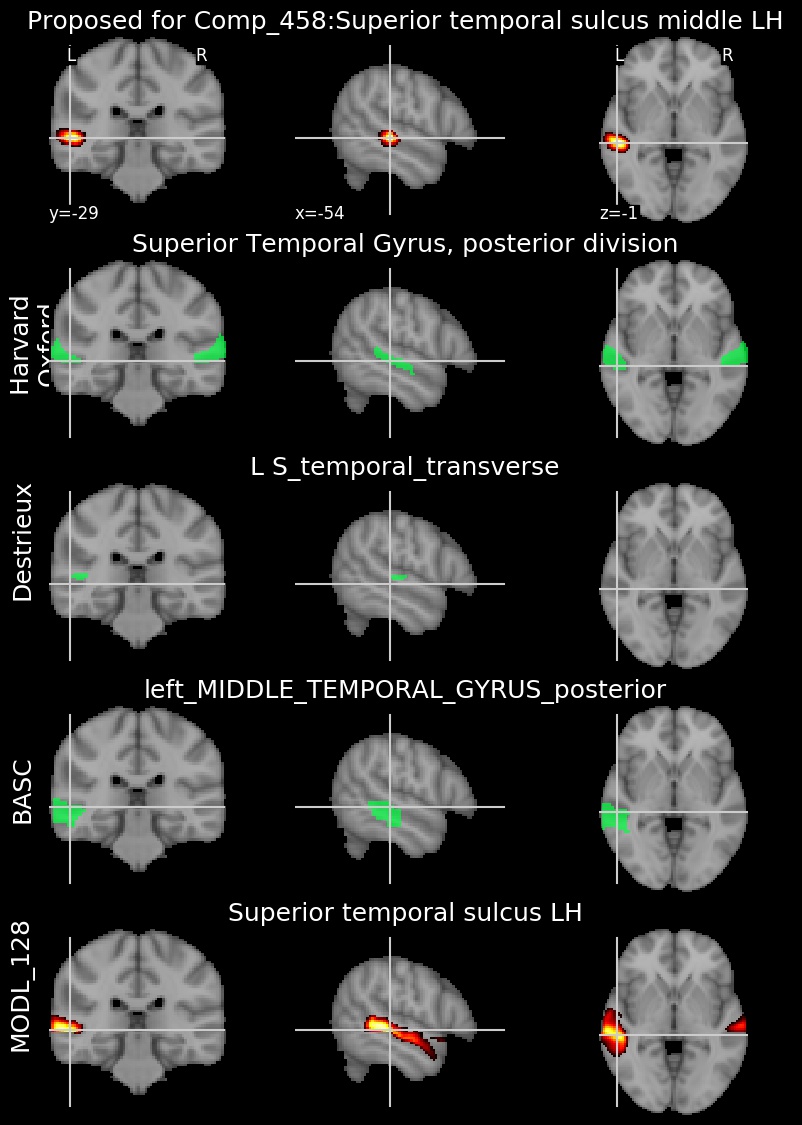 Proposed for Comp_458:Superior temporal sulcus middle LH
L R L R
y=-29 x=-54 z=-1
Superior Temporal Gyrus, posterior division
Harvard
Oxford
L S_temporal_transverse
Destrieux
left_MIDDLE_TEMPORAL_GYRUS_posterior
BASC
Superior temporal sulcus LH
MODL_128